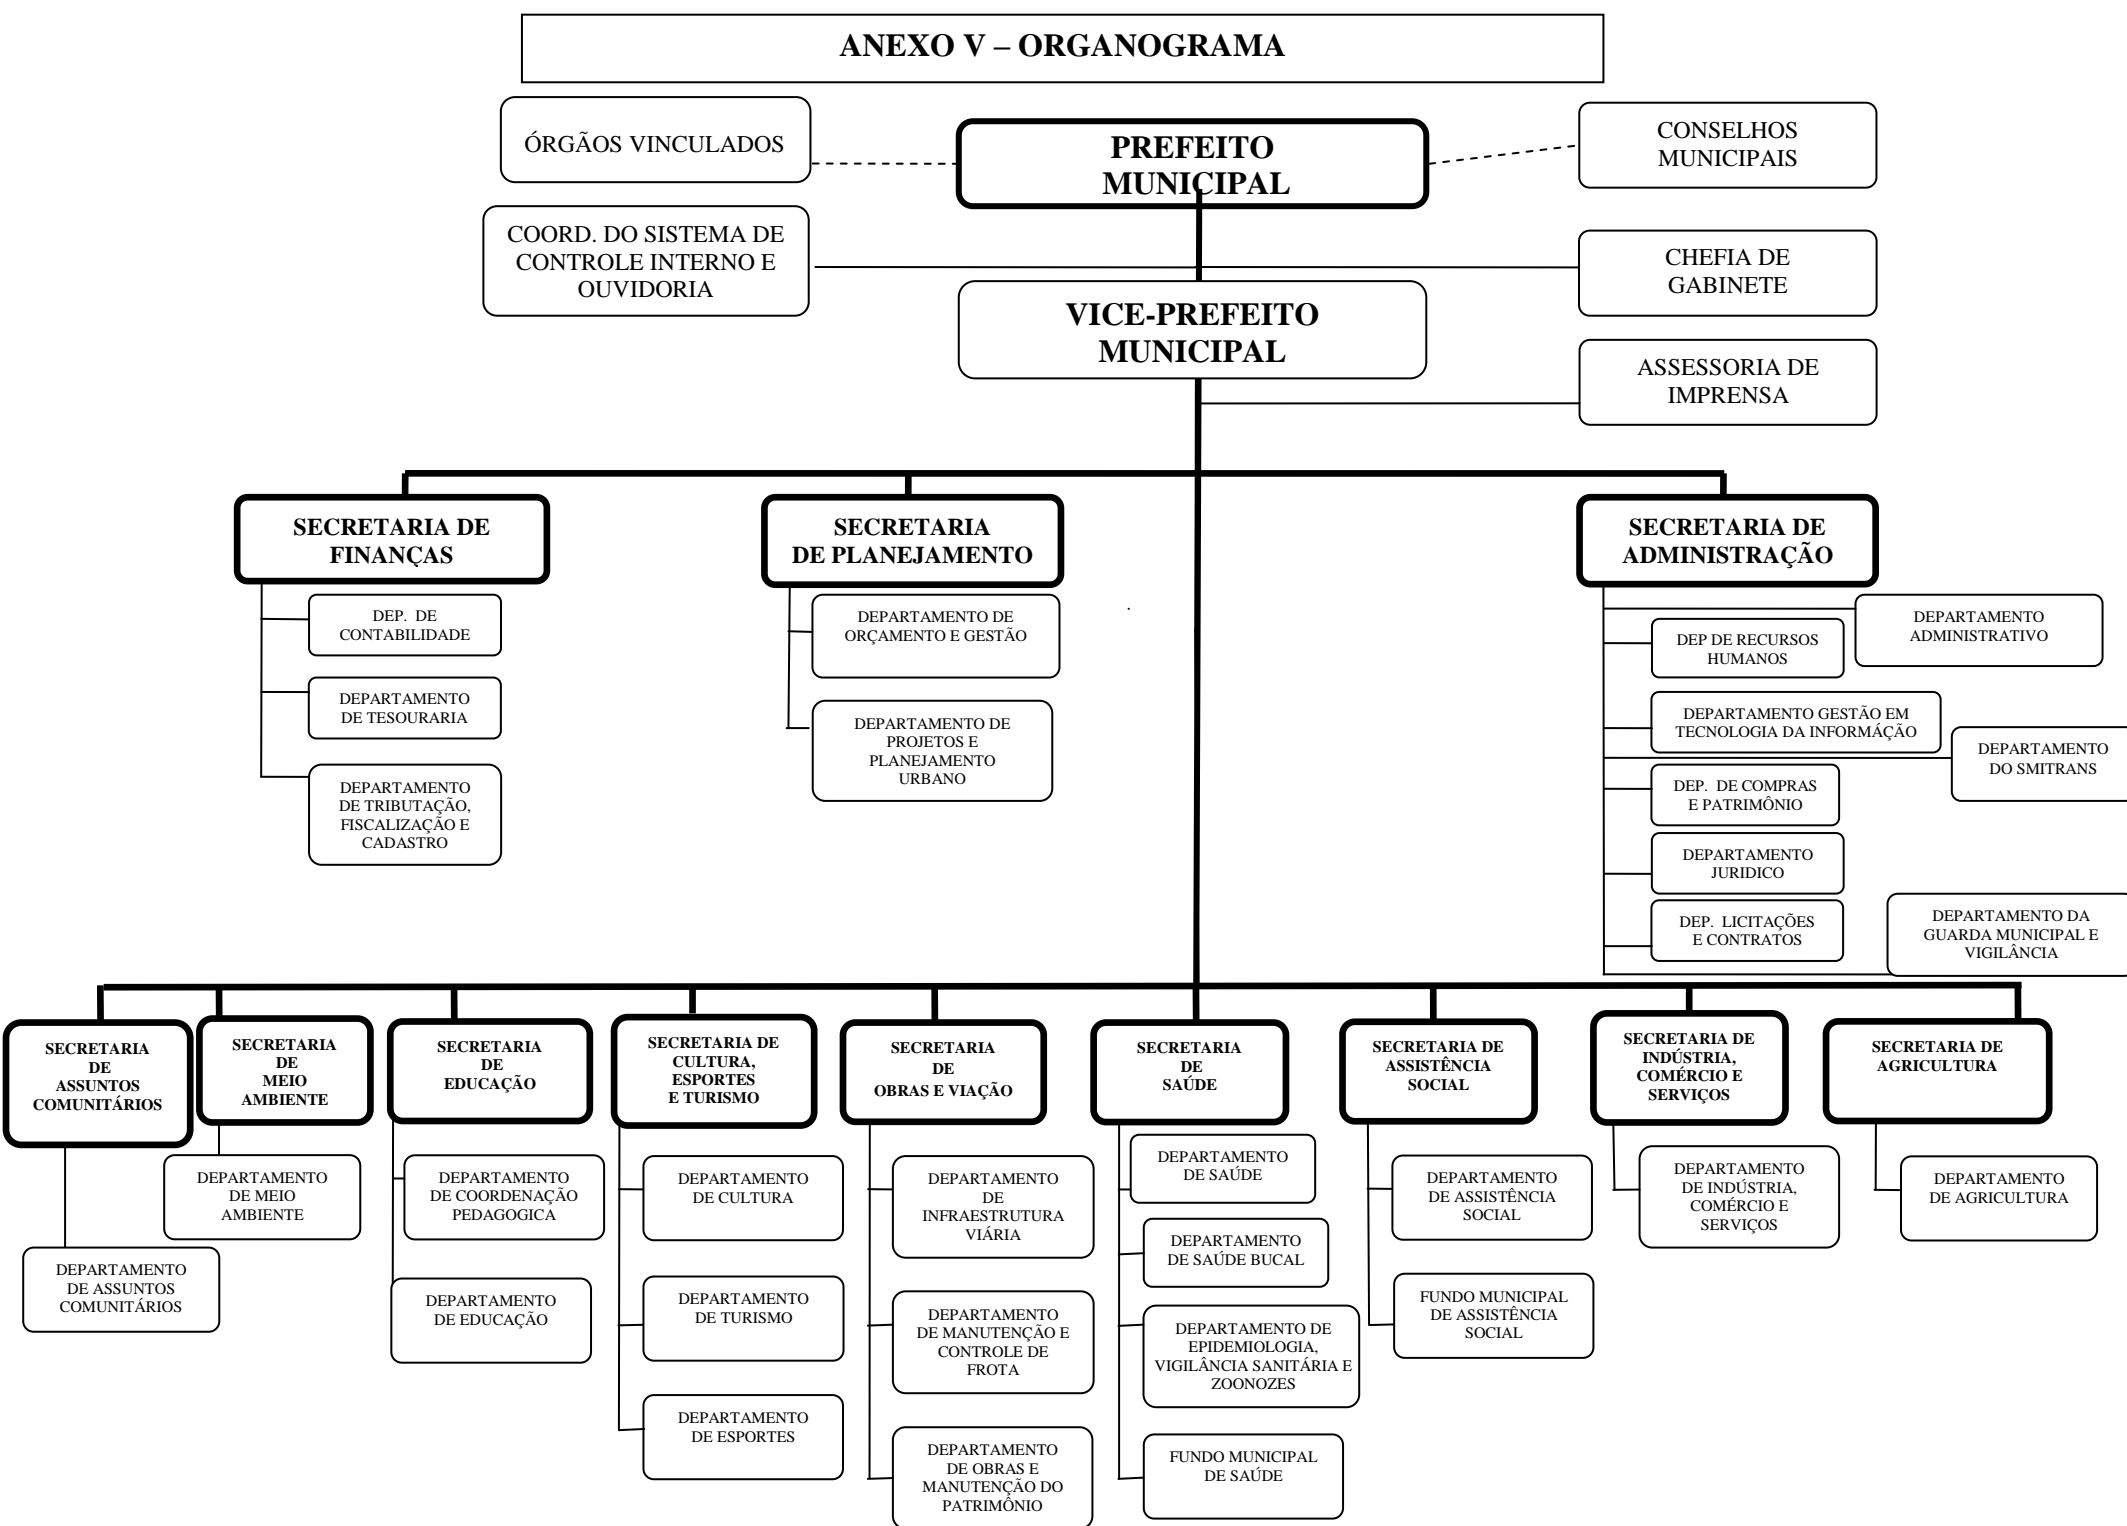 ANEXO V – ORGANOGRAMA
ÓRGÃOS VINCULADOS
PREFEITO
MUNICIPAL
CONSELHOS
MUNICIPAIS
COORD. DO SISTEMA DE
CONTROLE INTERNO E
OUVIDORIA
CHEFIA DE
GABINETE
VICE-PREFEITO
MUNICIPAL
ASSESSORIA DE
IMPRENSA
SECRETARIA DE
FINANÇAS
DEP. DE
CONTABILIDADE
DEPARTAMENTO
DE TESOURARIA
DEPARTAMENTO
DE TRIBUTAÇÃO,
FISCALIZAÇÃO E
CADASTRO
SECRETARIA
DE PLANEJAMENTO
DEPARTAMENTO DE
ORÇAMENTO E GESTÃO
DEPARTAMENTO DE
PROJETOS E
PLANEJAMENTO
URBANO
SECRETARIA DE
ADMINISTRAÇÃO
DEPARTAMENTO
ADMINISTRATIVO
DEP DE RECURSOS
HUMANOS
DEPARTAMENTO GESTÃO EM
TECNOLOGIA DA INFORMÁÇÃO
DEPARTAMENTO
DO SMITRANS
DEP. DE COMPRAS
E PATRIMÔNIO
DEPARTAMENTO
JURIDICO
DEP. LICITAÇÕES
E CONTRATOS
DEPARTAMENTO DA
GUARDA MUNICIPAL E
VIGILÂNCIA
SECRETARIA
DE
ASSUNTOS
COMUNITÁRIOS
DEPARTAMENTO
DE ASSUNTOS
COMUNITÁRIOS
SECRETARIA
DE
MEIO
AMBIENTE
DEPARTAMENTO
DE MEIO
AMBIENTE
SECRETARIA
DE
EDUCAÇÃO
DEPARTAMENTO
DE COORDENAÇÃO
PEDAGOGICA
DEPARTAMENTO
DE EDUCAÇÃO
SECRETARIA DE
CULTURA,
ESPORTES
E TURISMO
DEPARTAMENTO
DE CULTURA
DEPARTAMENTO
DE TURISMO
DEPARTAMENTO
DE ESPORTES
SECRETARIA
DE
OBRAS E VIAÇÃO
DEPARTAMENTO
DE
INFRAESTRUTURA
VIÁRIA
DEPARTAMENTO
DE MANUTENÇÃO E
CONTROLE DE
FROTA
DEPARTAMENTO
DE OBRAS E
MANUTENÇÃO DO
PATRIMÔNIO
SECRETARIA
DE
SAÚDE
DEPARTAMENTO
DE SAÚDE
DEPARTAMENTO
DE SAÚDE BUCAL
DEPARTAMENTO DE
EPIDEMIOLOGIA,
VIGILÂNCIA SANITÁRIA E
ZOONOZES
FUNDO MUNICIPAL
DE SAÚDE
SECRETARIA DE
ASSISTÊNCIA
SOCIAL
DEPARTAMENTO
DE ASSISTÊNCIA
SOCIAL
FUNDO MUNICIPAL
DE ASSISTÊNCIA
SOCIAL
SECRETARIA DE
INDÚSTRIA,
COMÉRCIO E
SERVIÇOS
DEPARTAMENTO
DE INDÚSTRIA,
COMÉRCIO E
SERVIÇOS
SECRETARIA DE
AGRICULTURA
DEPARTAMENTO
DE AGRICULTURA